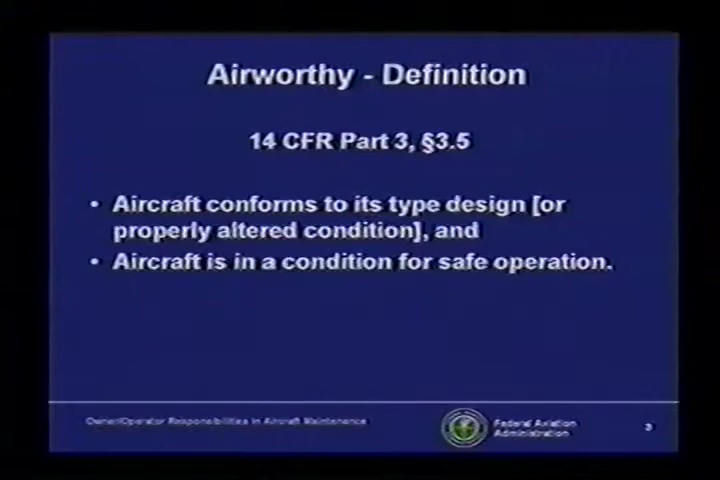 Airworthy - Definition
14 CFR Part 3, §3.5
• Aircraft conforms to its type design [or
properly altered condition], and
• Aircraft is in a condition for safe operation.
Owner/Operator Responsibilities in Aircraft Maintenance
Federal Aviation
Administration
3